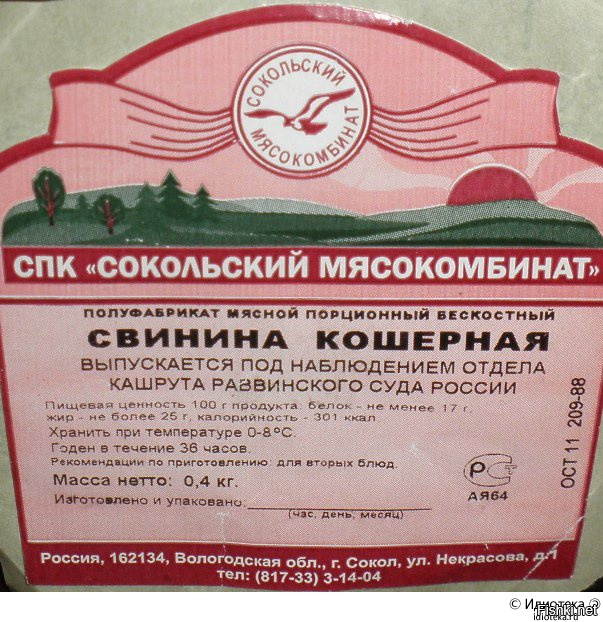 СОКОЛЬСКИЙ
МЯСОКОМБИНАТ
СПК «СОКОЛЬСКИЙ МЯСОКОМБИНАТ»
ПОЛУФАБРИКАТ МЯСНОЙ ПОРЦИОННЫЙ БЕСКОСТНЫЙ
СВИНИНА КОШЕРНАЯ
ВЫПУСКАЕТСЯ ПОД НАБЛЮДЕНИЕМ ОТДЕЛА
КАШРУТА РАВВИНСКОГО СУДА РОССИИ
Пищевая ценность 100 г продукта: белок - не менее 17 г,
жир - не более 25 г, калорийность - 301 ккал
Хранить при температуре 0-8°С.
Годен в течение 36 часов.
Рекомендации по приготовлению: для вторых блюд.
Масса нетто: 0,4 кг.
Изготовлено и упаковано:
(час, день, месяц)
РСТ
АЯ64
ОСТ 11 209-88
Россия, 162134, Вологодская обл., г. Сокол, ул. Некрасова, д.1
тел: (817-33) 3-14-04
© Идиотека
Fishki.net
idioteka.ru